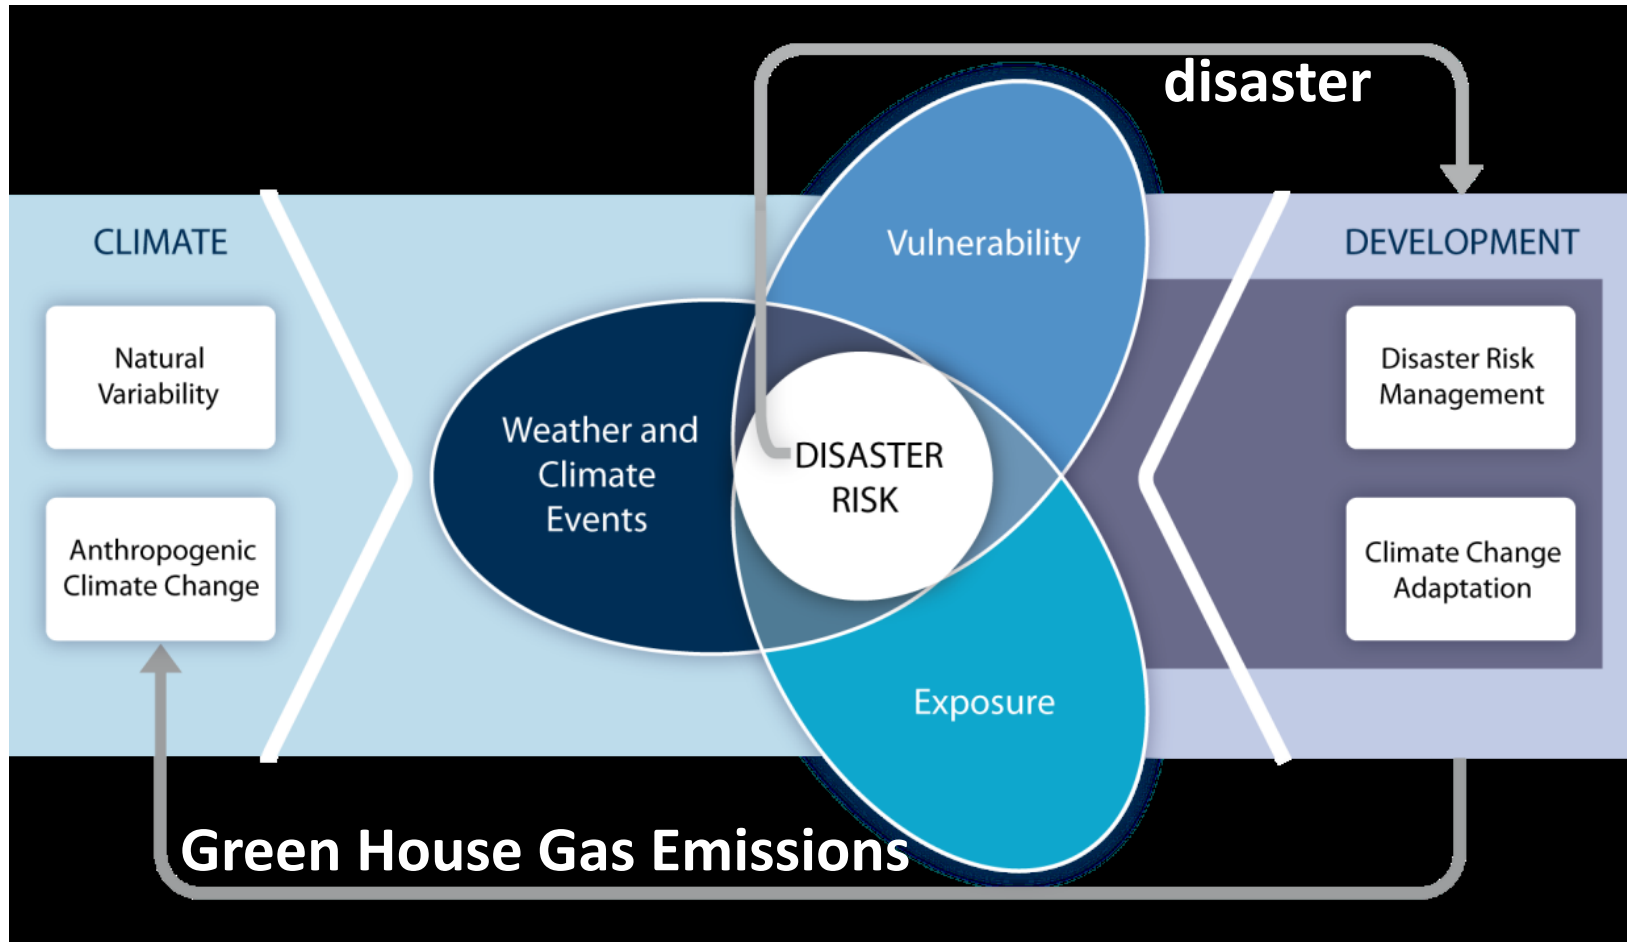 disaster
CLIMATE
Natural
Variability
Anthropogenic
Climate Change
Weather and
Climate
Events
Vulnerability
DISASTER
RISK
Exposure
DEVELOPMENT
Disaster Risk
Management
Climate Change
Adaptation
Green House Gas Emissions